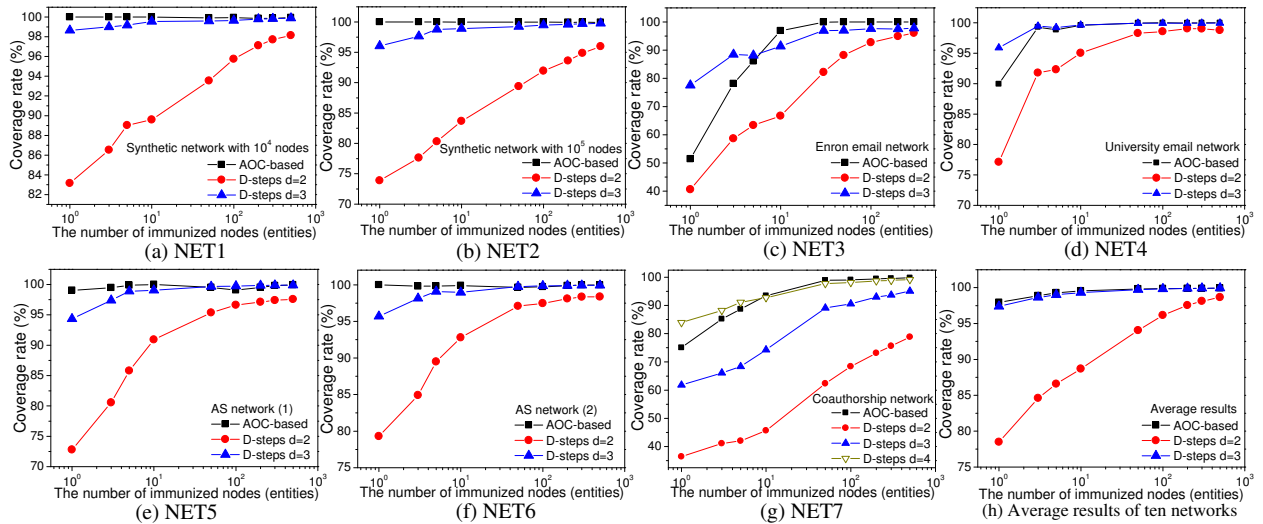 Coverage rate (%)
100
98
96
94
92
90
88
86
84
82
Synthetic network with 10⁴ nodes
AOC-based
D-steps d=2
D-steps d=3
10⁰ 10¹ 10² 10³
The number of immunized nodes (entities)
(a) NET1
Coverage rate (%)
100
95
90
85
80
75
70
Synthetic network with 10⁵ nodes
AOC-based
D-steps d=2
D-steps d=3
10⁰ 10¹ 10² 10³
The number of immunized nodes (entities)
(b) NET2
Coverage rate (%)
100
90
80
70
60
50
40
Enron email network
AOC-based
D-steps d=2
D-steps d=3
10⁰ 10¹ 10²
The number of immunized nodes (entities)
(c) NET3
Coverage rate (%)
100
95
90
85
80
75
70
University email network
AOC-based
D-steps d=2
D-steps d=3
10⁰ 10¹ 10² 10³
The number of immunized nodes (entities)
(d) NET4
Coverage rate (%)
100
95
90
85
80
75
70
AS network (1)
AOC-based
D-steps d=2
D-steps d=3
10⁰ 10¹ 10² 10³
The number of immunized nodes (entities)
(e) NET5
Coverage rate (%)
100
95
90
85
80
75
AS network (2)
AOC-based
D-steps d=2
D-steps d=3
10⁰ 10¹ 10² 10³
The number of immunized nodes (entities)
(f) NET6
Coverage rate (%)
100
90
80
70
60
50
40
Coauthorship network
AOC-based
D-steps d=2
D-steps d=3
D-steps d=4
10⁰ 10¹ 10² 10³
The number of immunized nodes (entities)
(g) NET7
Coverage rate (%)
100
95
90
85
80
75
Average results
AOC-based
D-steps d=2
D-steps d=3
10⁰ 10¹ 10² 10³
The number of immunized nodes (entities)
(h) Average results of ten networks